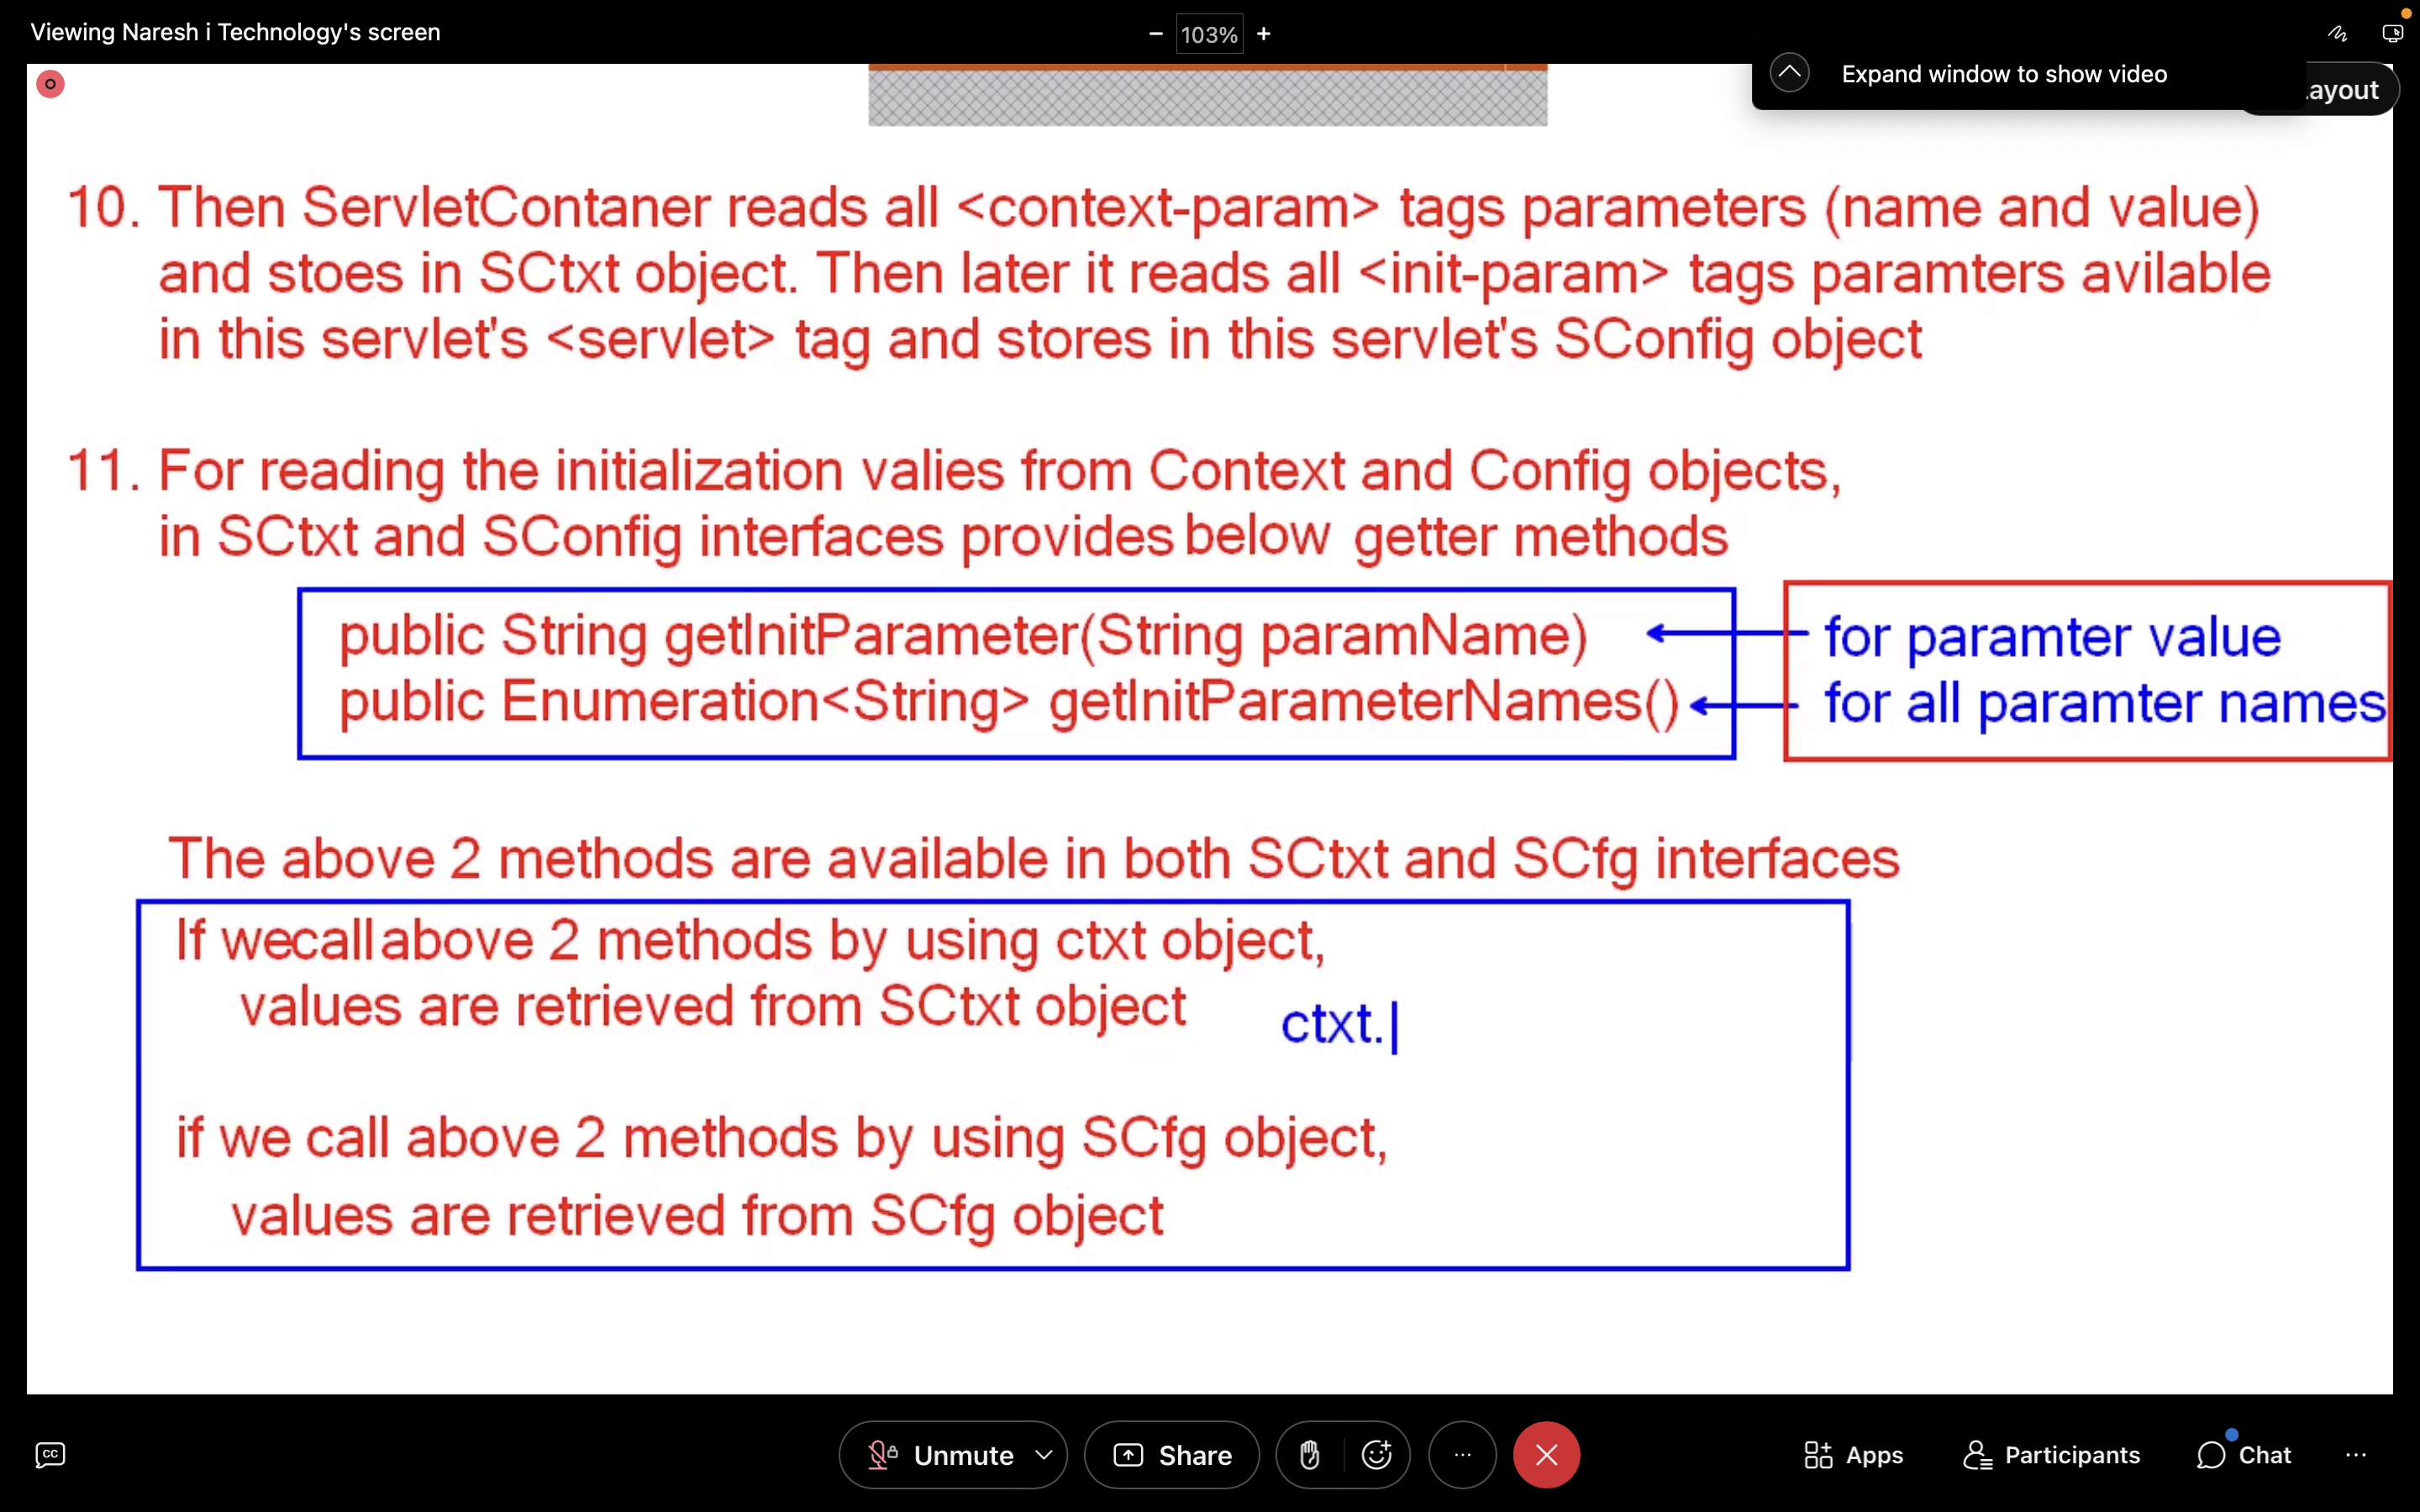 Viewing Naresh i Technology's screen
− 103% +
Expand window to show video
ayout
10. Then ServletContaner reads all <context-param> tags parameters (name and value)
and stoes in SCtxt object. Then later it reads all <init-param> tags paramters avilable
in this servlet's <servlet> tag and stores in this servlet's SConfig object
11. For reading the initialization valies from Context and Config objects,
in SCtxt and SConfig interfaces provides below getter methods
public String getInitParameter(String paramName) for paramter value
public Enumeration<String> getInitParameterNames() for all paramter names
The above 2 methods are available in both SCtxt and SCfg interfaces
If wecall above 2 methods by using ctxt object,
values are retrieved from SCtxt object
ctxt.
if we call above 2 methods by using SCfg object,
values are retrieved from SCfg object
CC Unmute Share ... Apps Participants Chat ...